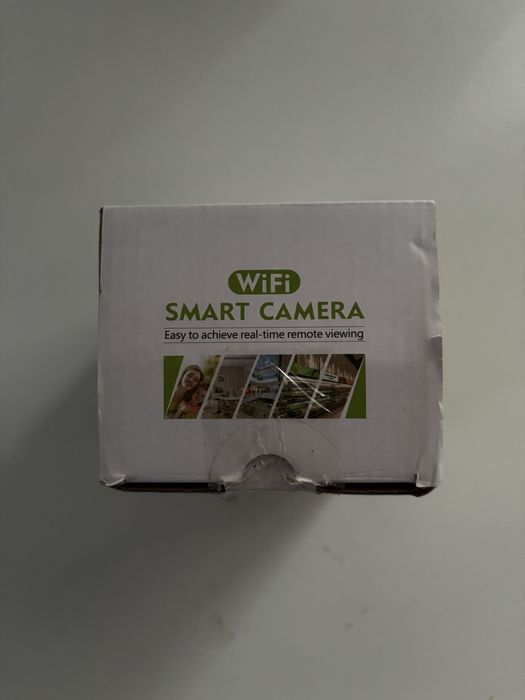 WiFi
SMART CAMERA
Easy to achieve real-time remote viewing